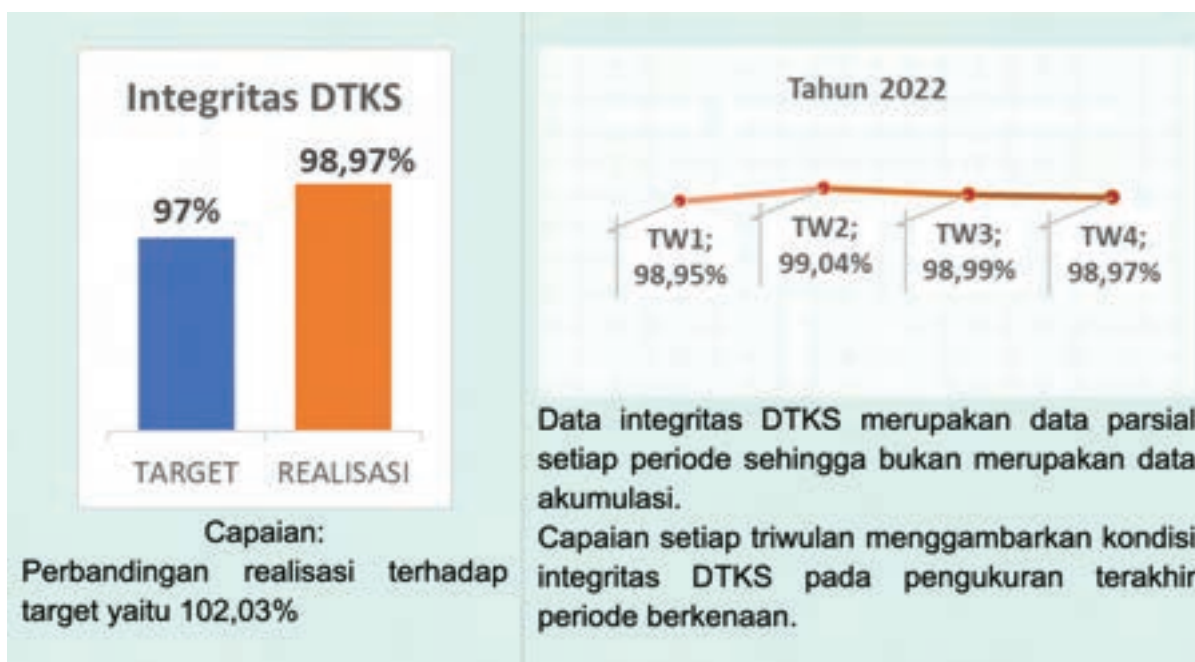 Integritas DTKS
98,97%
97%
TARGET REALISASI
Capaian:
Perbandingan realisasi terhadap
target yaitu 102,03%
Tahun 2022
TW1;
98,95%
TW2;
99,04%
TW3;
98,99%
TW4;
98,97%
Data integritas DTKS merupakan data parsial
setiap periode sehingga bukan merupakan data
akumulasi.
Capaian setiap triwulan menggambarkan kondisi
integritas DTKS pada pengukuran terakhir
periode berkenaan.